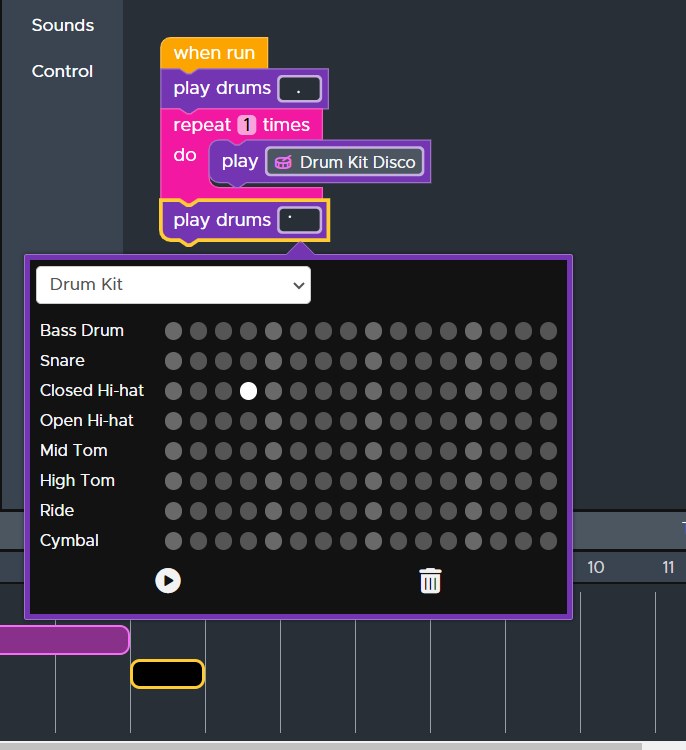 Sounds
Control
when run
play drums
repeat 1 times
do play Drum Kit Disco
play drums
Drum Kit
Bass Drum
Snare
Closed Hi-hat
Open Hi-hat
Mid Tom
High Tom
Ride
Cymbal
10 11